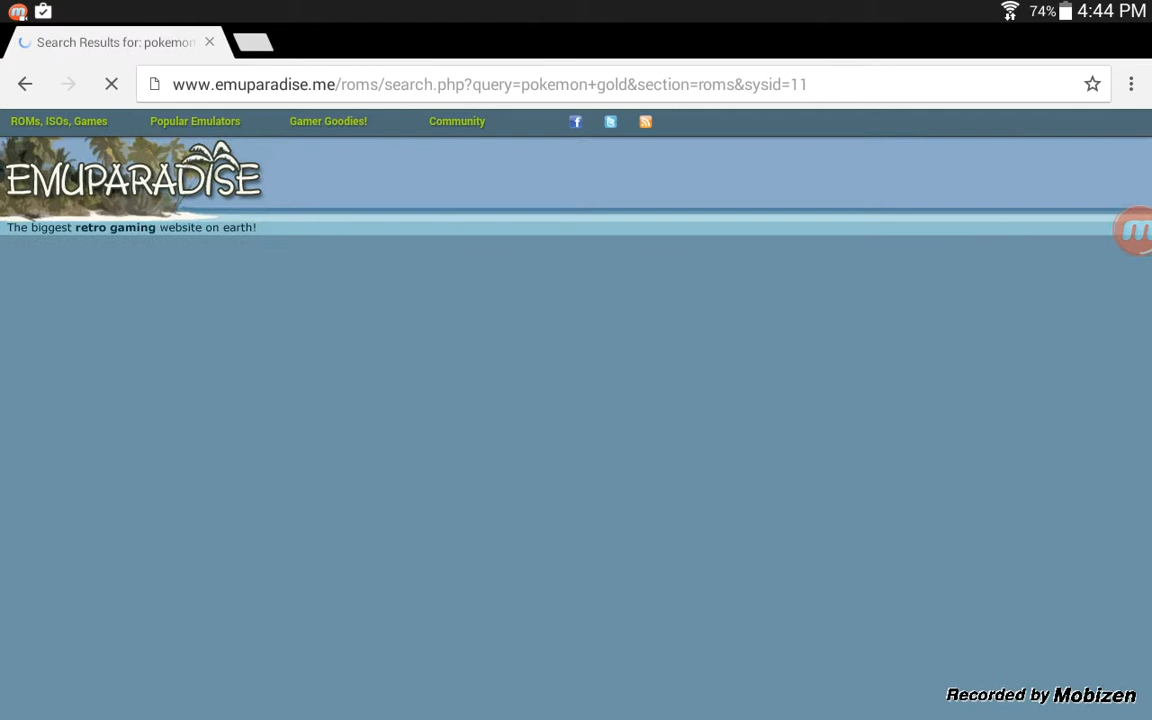 74% 4:44 PM
Search Results for: pokemon
www.emuparadise.me/roms/search.php?query=pokemon+gold&section=roms&sysid=11
ROMs, ISOs, Games Popular Emulators Gamer Goodies! Community
EMUPARADISE
The biggest retro gaming website on earth!
Recorded by Mobizen